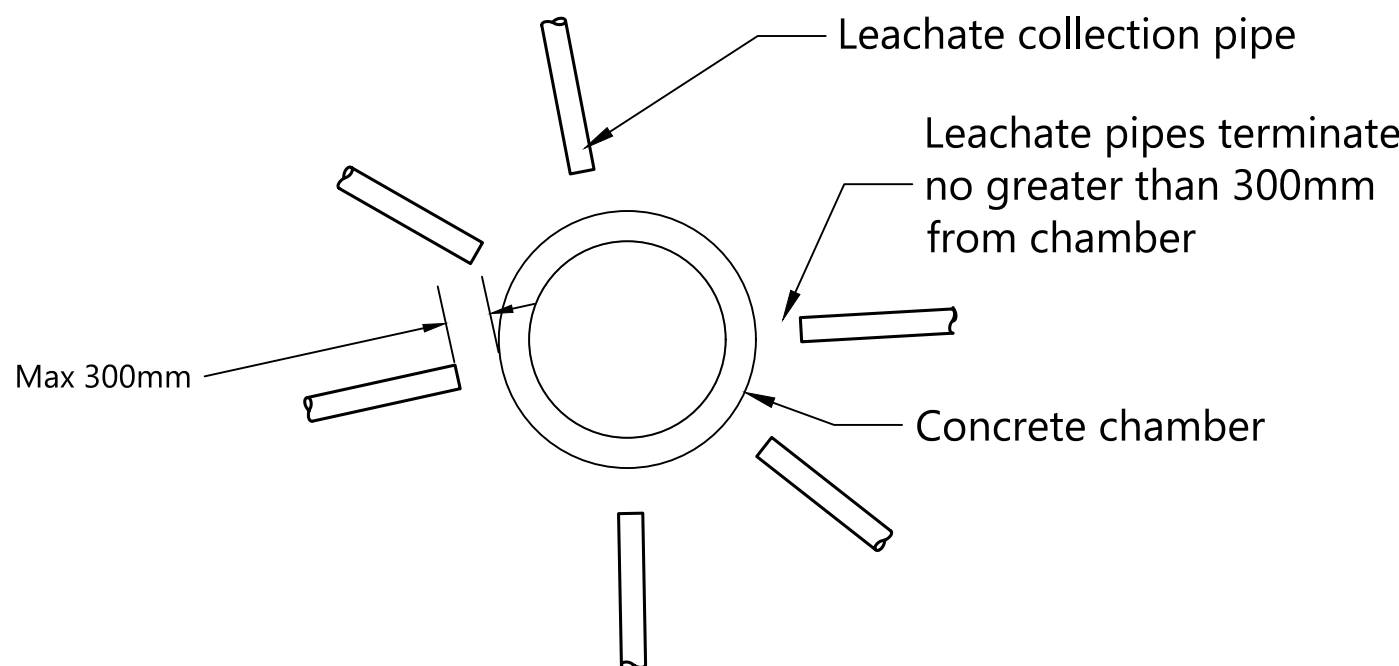 Leachate collection pipe
Leachate pipes terminate
no greater than 300mm
from chamber
Max 300mm
Concrete chamber